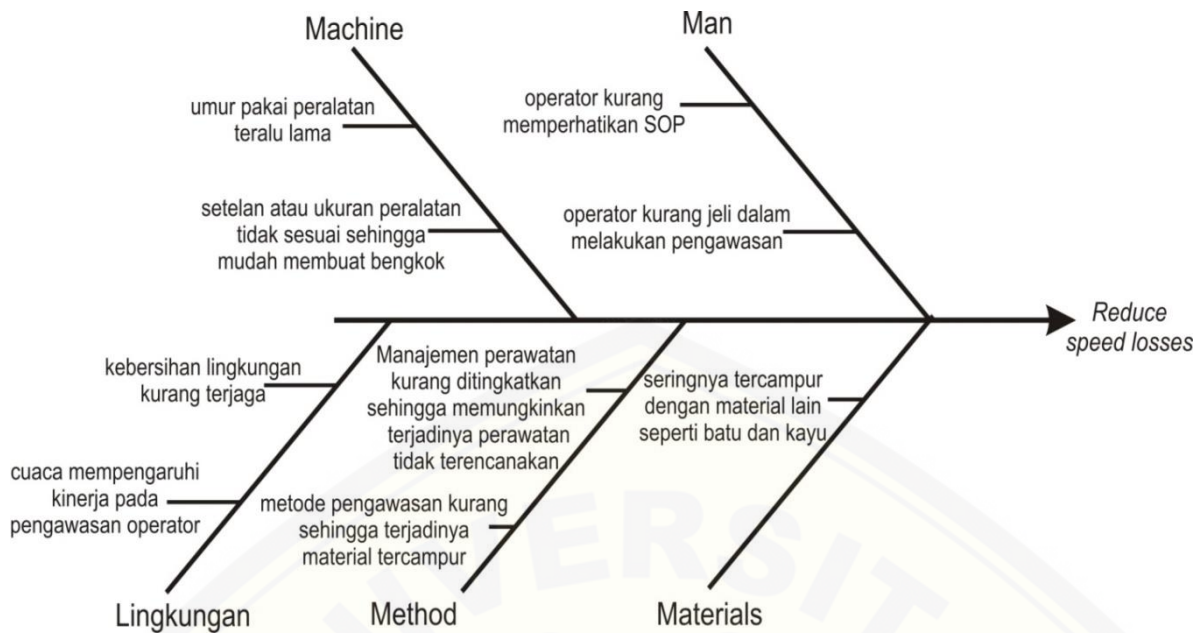 Machine
Man
umur pakai peralatan
teralu lama
operator kurang
memperhatikan SOP
setelan atau ukuran peralatan
tidak sesuai sehingga
mudah membuat bengkok
operator kurang jeli dalam
melakukan pengawasan
Reduce
speed losses
kebersihan lingkungan
kurang terjaga
cuaca mempengaruhi
kinerja pada
pengawasan operator
Manajemen perawatan
kurang ditingkatkan
sehingga memungkinkan
terjadinya perawatan
tidak terencanakan
metode pengawasan kurang
sehingga terjadinya
material tercampur
seringnya tercampur
dengan material lain
seperti batu dan kayu
Lingkungan
Method
Materials